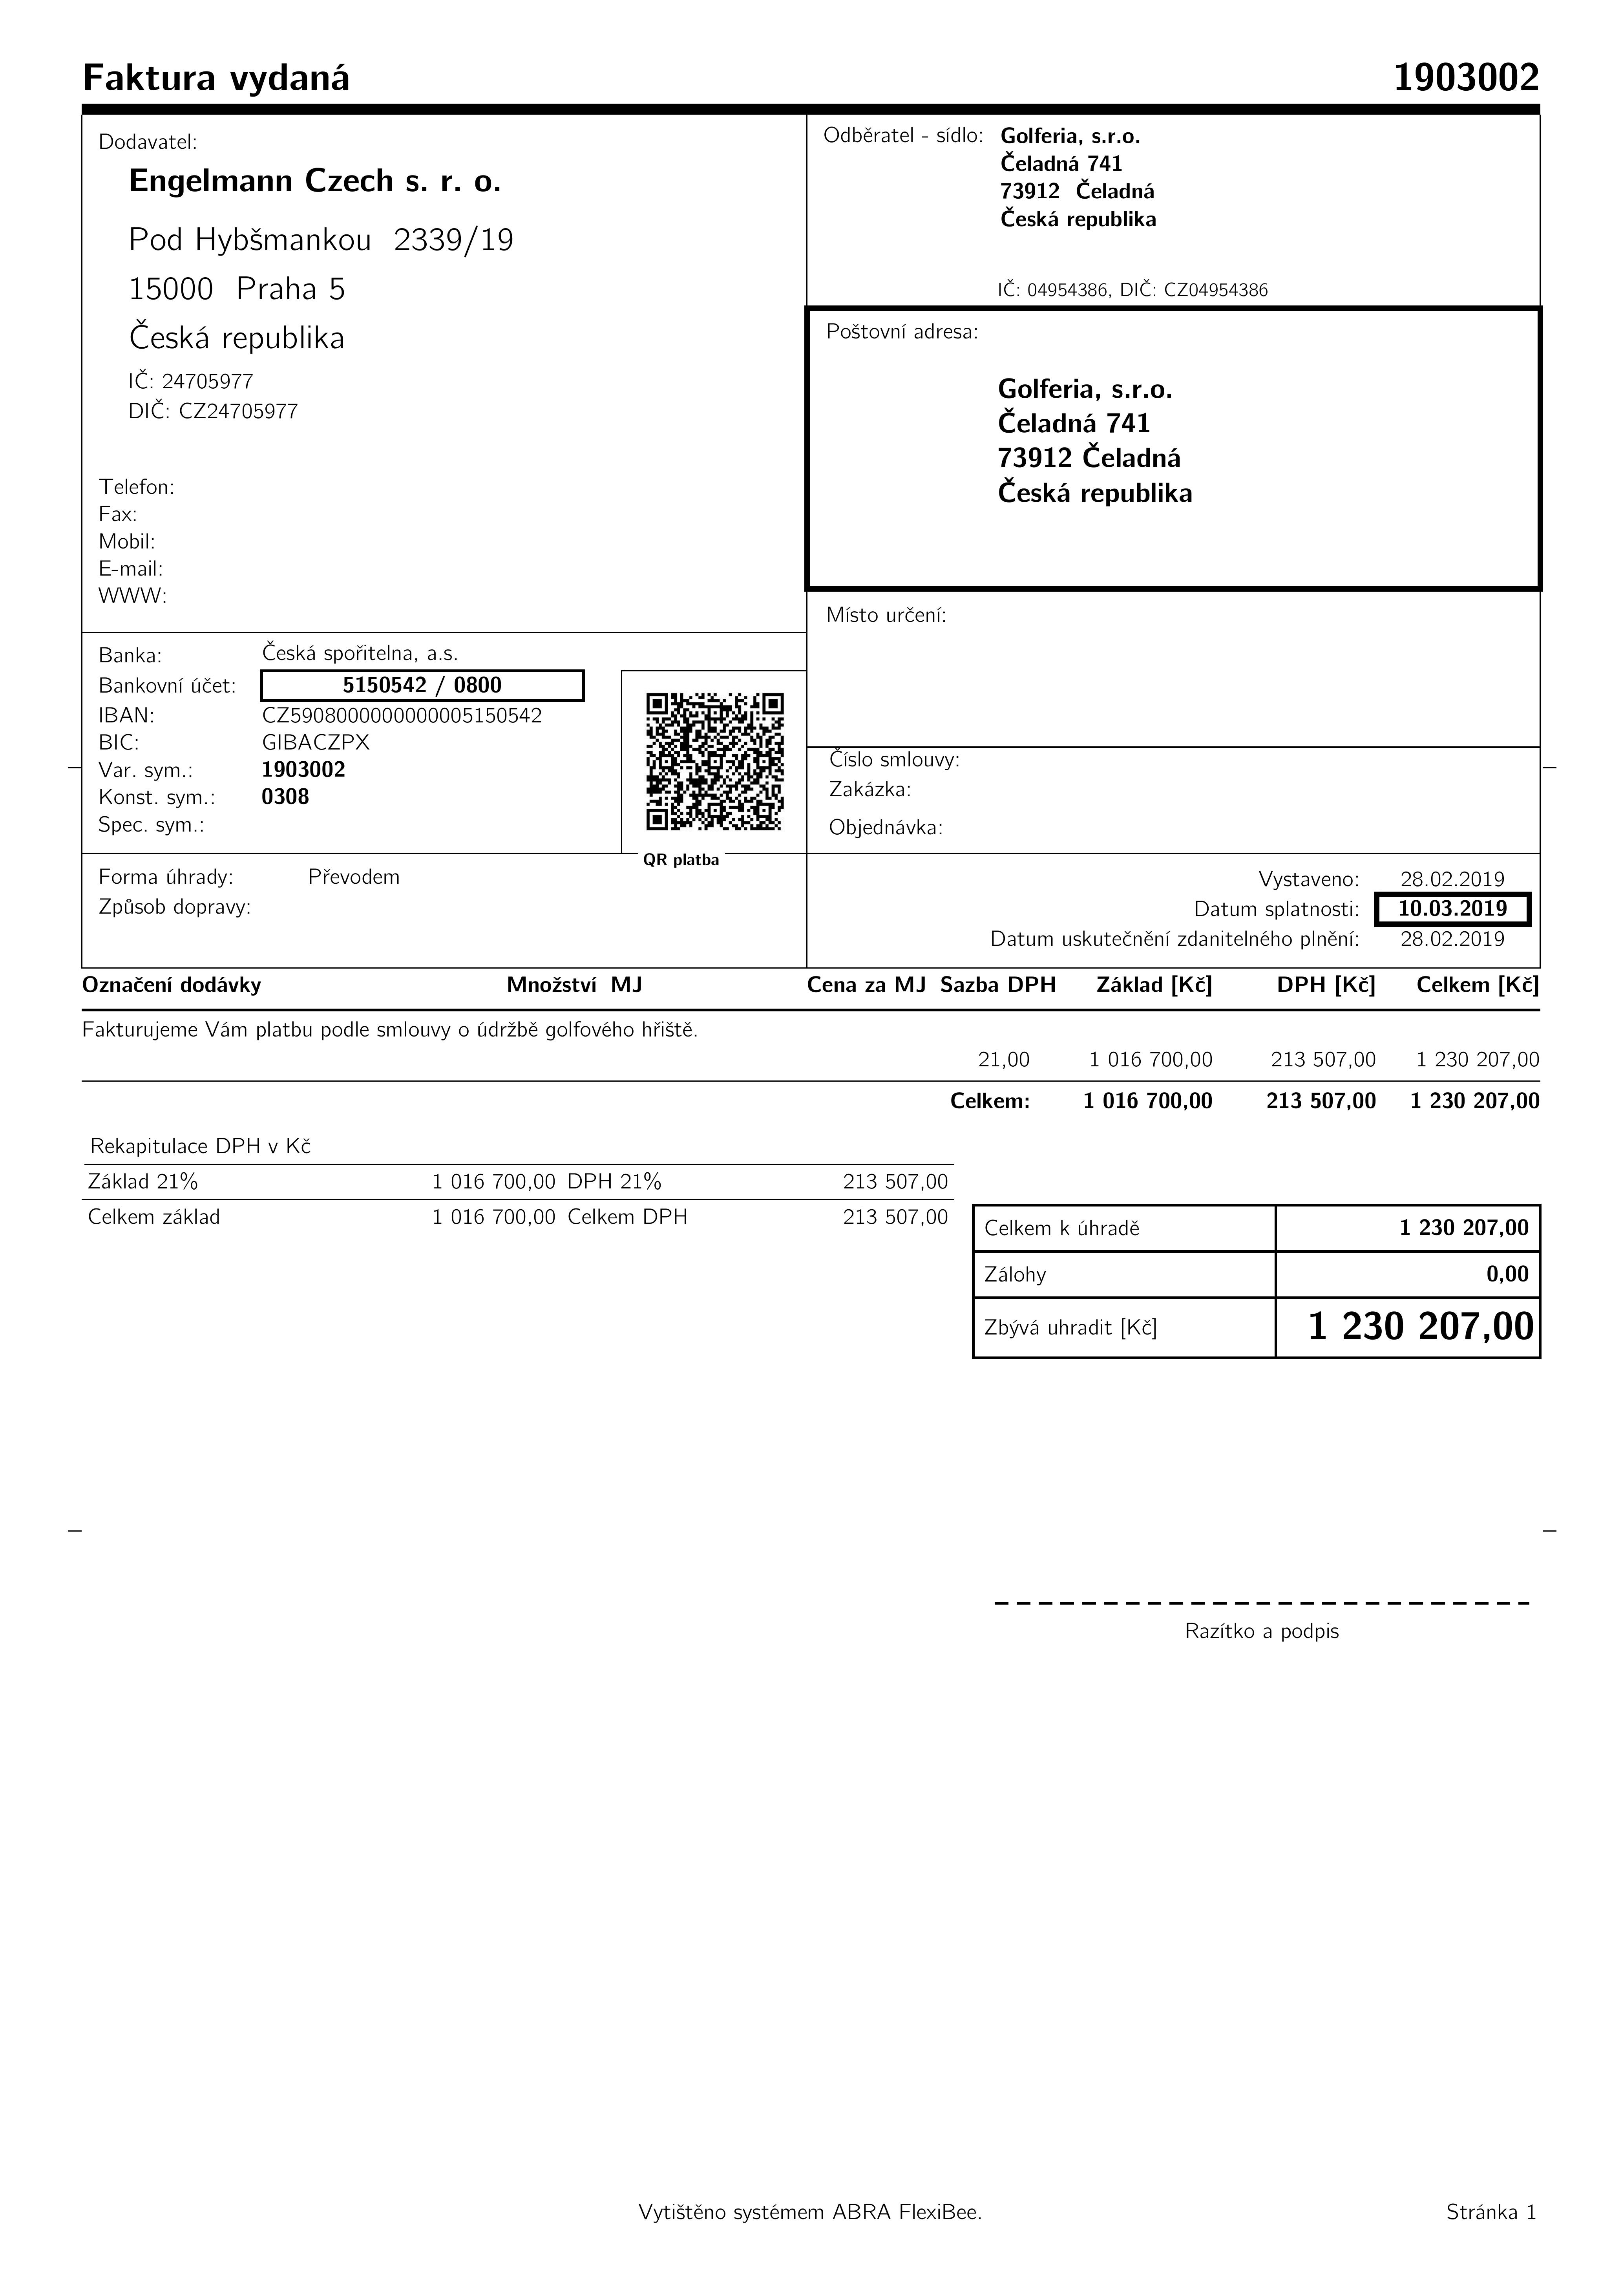 Faktura vydaná 1903002
Dodavatel:
Engelmann Czech s. r. o.
Pod Hybšmankou 2339/19
15000 Praha 5
Česká republika
IČ: 24705977
DIČ: CZ24705977
Telefon:
Fax:
Mobil:
E-mail:
WWW:
Odběratel - sídlo: Golferia, s.r.o.
Čeladná 741
73912 Čeladná
Česká republika
IČ: 04954386, DIČ: CZ04954386
Poštovní adresa:
Golferia, s.r.o.
Čeladná 741
73912 Čeladná
Česká republika
Místo určení:
Banka: Česká spořitelna, a.s.
Bankovní účet: 5150542 / 0800
IBAN: CZ5908000000000005150542
BIC: GIBACZPX
Var. sym.: 1903002
Konst. sym.: 0308
Spec. sym.:
QR platba
Číslo smlouvy:
Zakázka:
Objednávka:
Forma úhrady: Převodem
Způsob dopravy:
Vystaveno: 28.02.2019
Datum splatnosti: 10.03.2019
Datum uskutečnění zdanitelného plnění: 28.02.2019
Označení dodávky Množství MJ Cena za MJ Sazba DPH Základ [Kč] DPH [Kč] Celkem [Kč]
Fakturujeme Vám platbu podle smlouvy o údržbě golfového hřiště.
21,00 1 016 700,00 213 507,00 1 230 207,00
Celkem: 1 016 700,00 213 507,00 1 230 207,00
Rekapitulace DPH v Kč
Základ 21% 1 016 700,00 DPH 21% 213 507,00
Celkem základ 1 016 700,00 Celkem DPH 213 507,00
Celkem k úhradě 1 230 207,00
Zálohy 0,00
Zbývá uhradit [Kč] 1 230 207,00
Razítko a podpis
Vytištěno systémem ABRA FlexiBee. Stránka 1